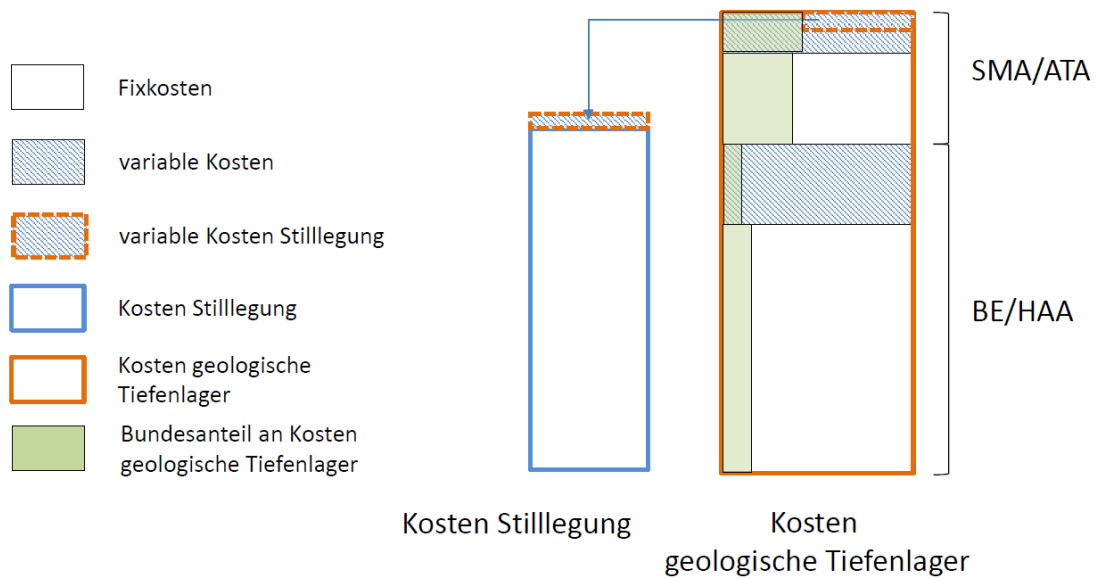 Fixkosten
variable Kosten
variable Kosten Stilllegung
Kosten Stilllegung
Kosten geologische
Tiefenlager
Bundesanteil an Kosten
geologische Tiefenlager
SMA/ATA
BE/HAA
Kosten Stilllegung
Kosten
geologische Tiefenlager